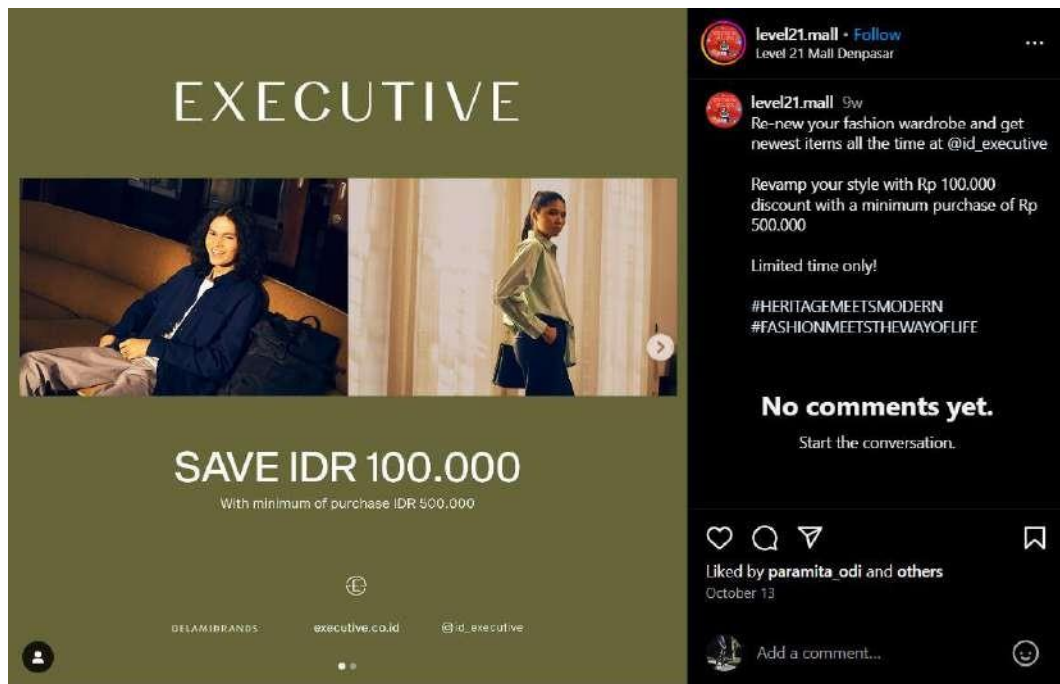 EXECUTIVE
SAVE IDR 100.000
With minimum of purchase IDR 500.000
DELAMIBRANDS
executive.co.id
@id_executive
level21.mall • Follow
Level 21 Mall Denpasar
level21.mall 9w
Re-new your fashion wardrobe and get
newest items all the time at @id_executive
Revamp your style with Rp 100.000
discount with a minimum purchase of Rp
500.000
Limited time only!
#HERITAGEMEETSMODERN
#FASHIONMEETSTHEWAYOFLIFE
No comments yet.
Start the conversation.
Liked by paramita_odi and others
October 13
Add a comment...